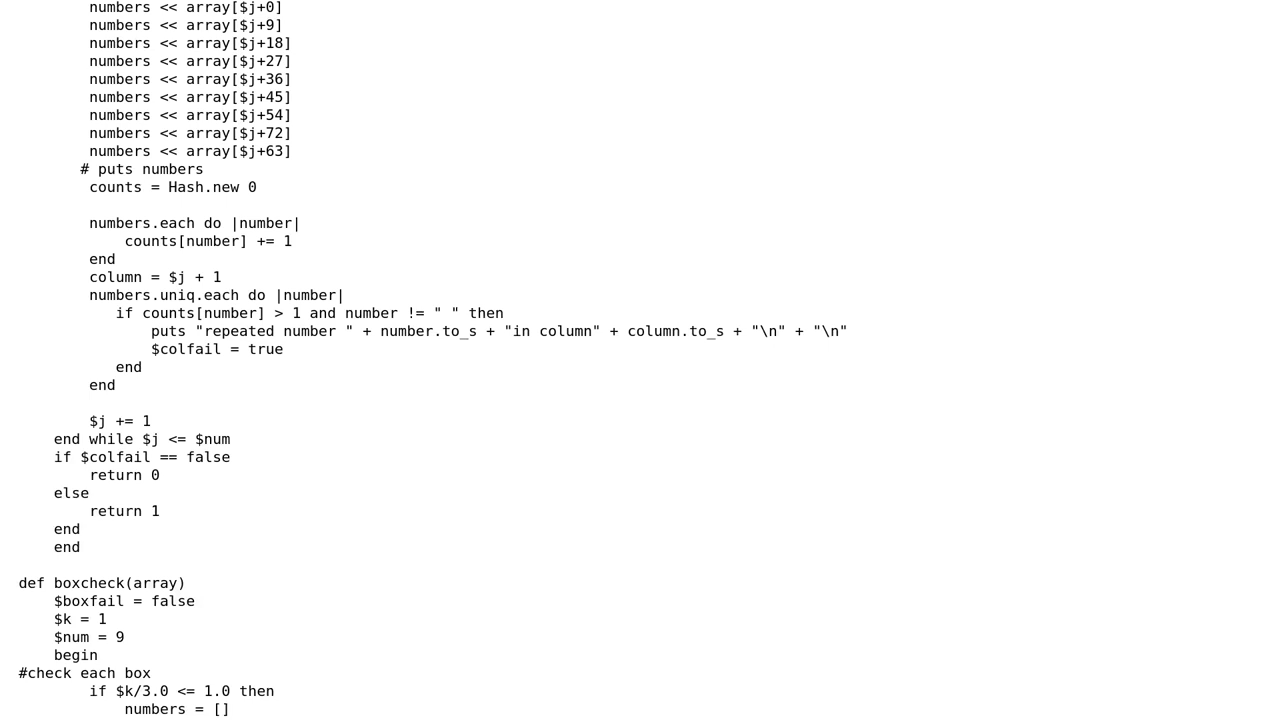 numbers << array[$j+0]
numbers << array[$j+9]
numbers << array[$j+18]
numbers << array[$j+27]
numbers << array[$j+36]
numbers << array[$j+45]
numbers << array[$j+54]
numbers << array[$j+72]
numbers << array[$j+63]
# puts numbers
counts = Hash.new 0
numbers.each do |number|
counts[number] += 1
end
column = $j + 1
numbers.uniq.each do |number|
if counts[number] > 1 and number != " " then
puts "repeated number " + number.to_s + "in column" + column.to_s + "\n" + "\n"
$colfail = true
end
end
$j += 1
end while $j <= $num
if $colfail == false
return 0
else
return 1
end
end
def boxcheck(array)
$boxfail = false
$k = 1
$num = 9
begin
#check each box
if $k/3.0 <= 1.0 then
numbers = []